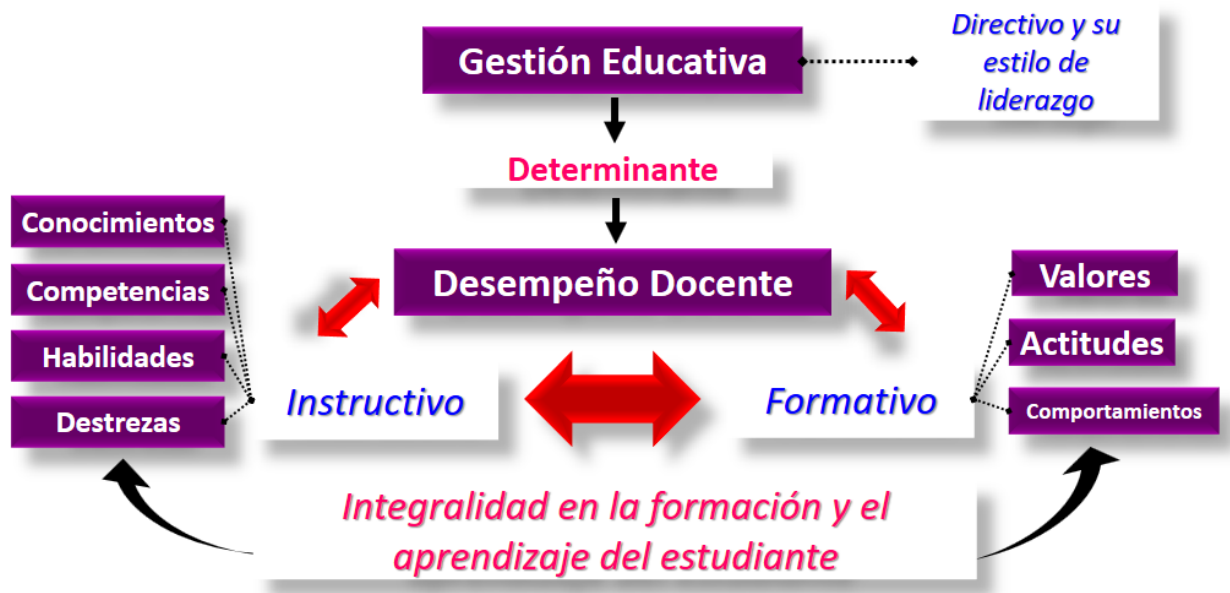 Gestión Educativa
Directivo y su
estilo de
liderazgo
Determinante
Desempeño Docente
Conocimientos
Competencias
Habilidades
Destrezas
Instructivo
Formativo
Valores
Actitudes
Comportamientos
Integralidad en la formación y el
aprendizaje del estudiante